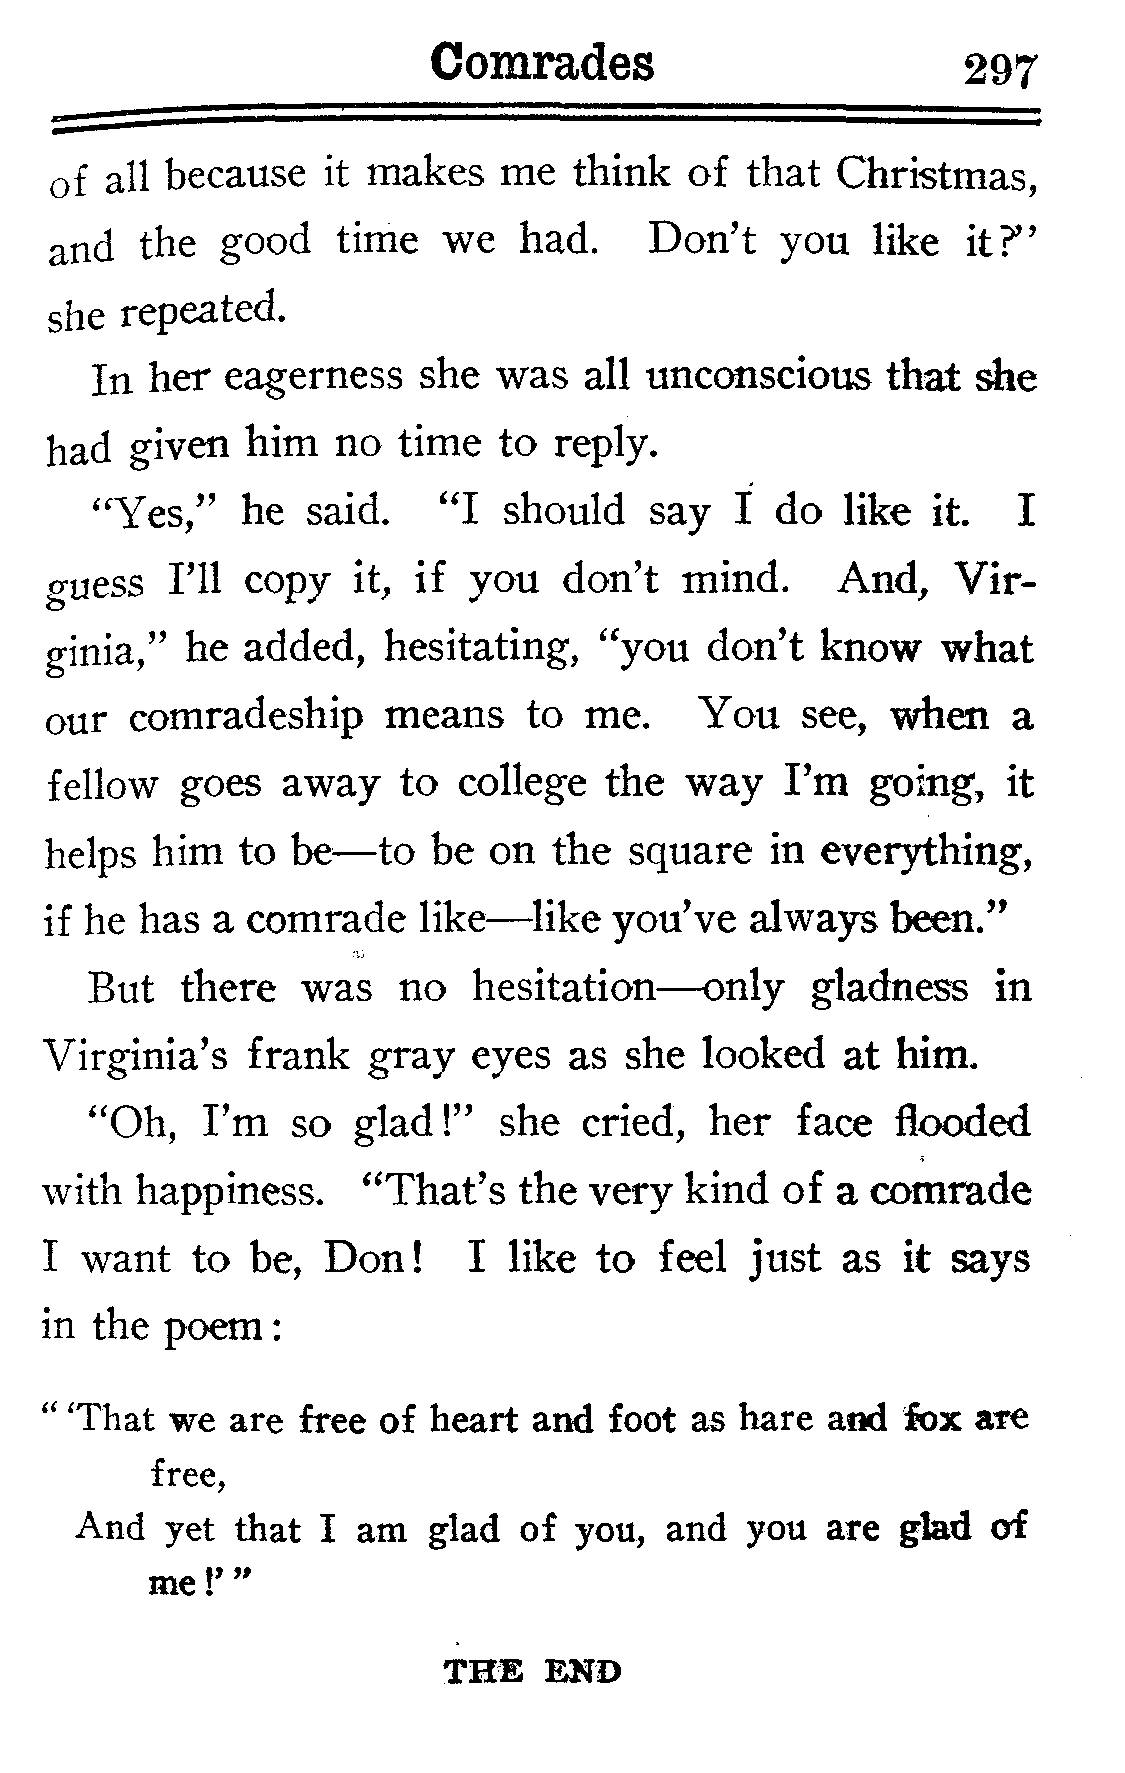 Comrades 297
of all because it makes me think of that Christmas,
and the good time we had. Don't you like it?"
she repeated.
In her eagerness she was all unconscious that she
had given him no time to reply.
"Yes," he said. "I should say I do like it. I
guess I'll copy it, if you don't mind. And, Vir-
ginia," he added, hesitating, "you don't know what
our comradeship means to me. You see, when a
fellow goes away to college the way I'm going, it
helps him to be—to be on the square in everything,
if he has a comrade like—like you've always been."
But there was no hesitation—only gladness in
Virginia's frank gray eyes as she looked at him.
"Oh, I'm so glad!" she cried, her face flooded
with happiness. "That's the very kind of a comrade
I want to be, Don! I like to feel just as it says
in the poem:
"'That we are free of heart and foot as hare and fox are
free,
And yet that I am glad of you, and you are glad of
me!'"
THE END